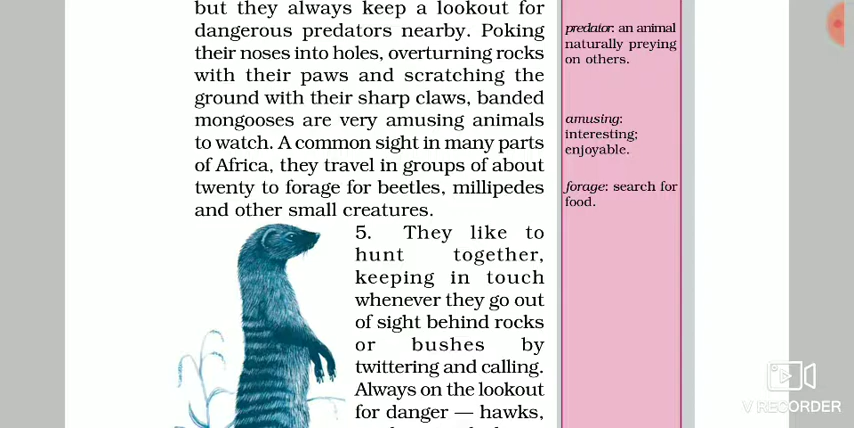 but they always keep a lookout for
dangerous predators nearby. Poking
their noses into holes, overturning rocks
with their paws and scratching the
ground with their sharp claws, banded
mongooses are very amusing animals
to watch. A common sight in many parts
of Africa, they travel in groups of about
twenty to forage for beetles, millipedes
and other small creatures.
5. They like to
hunt together,
keeping in touch
whenever they go out
of sight behind rocks
or bushes by
twittering and calling.
Always on the lookout
for danger — hawks,
predator: an animal
naturally preying
on others.
amusing:
interesting;
enjoyable.
forage: search for
food.
V RECORDER